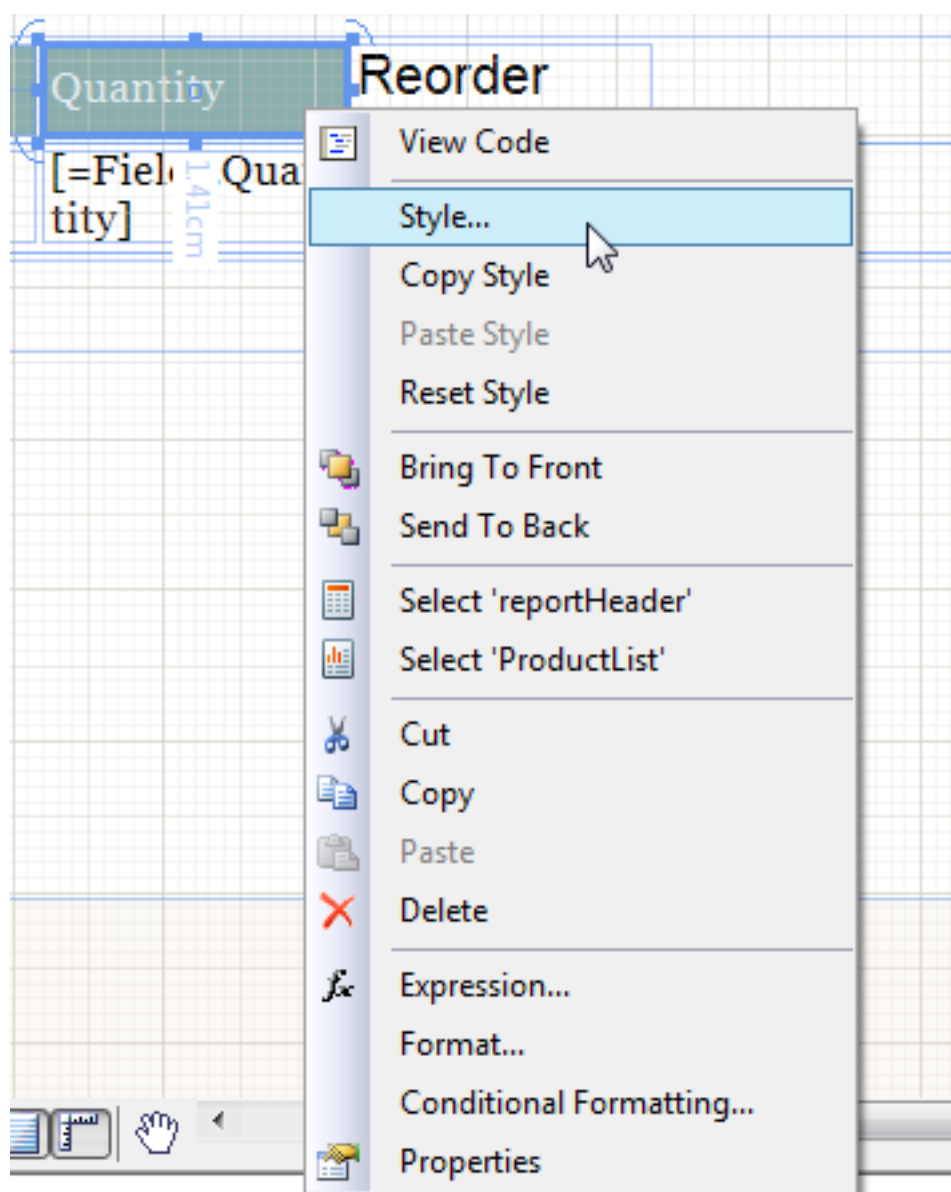 Quantity
Reorder
[=Fiel Qua
tity]
1.41cm
View Code
Style...
Copy Style
Paste Style
Reset Style
Bring To Front
Send To Back
Select 'reportHeader'
Select 'ProductList'
Cut
Copy
Paste
Delete
fx
Expression...
Format...
Conditional Formatting...
Properties